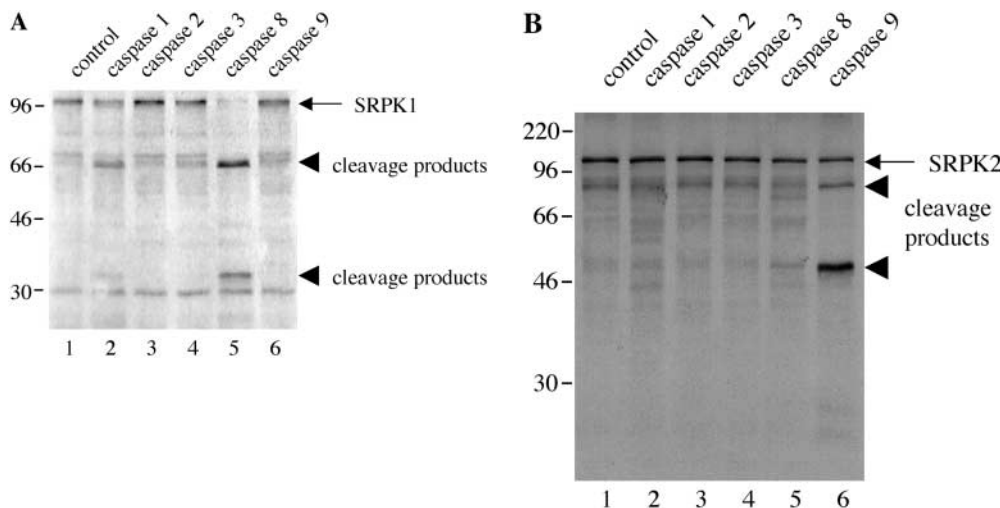 A
control
caspase 1
caspase 2
caspase 3
caspase 8
caspase 9
96
SRPK1
66
cleavage products
46
cleavage products
30
1 2 3 4 5 6
B
control
caspase 1
caspase 2
caspase 3
caspase 8
caspase 9
220
96
SRPK2
66
cleavage
products
46
30
1 2 3 4 5 6